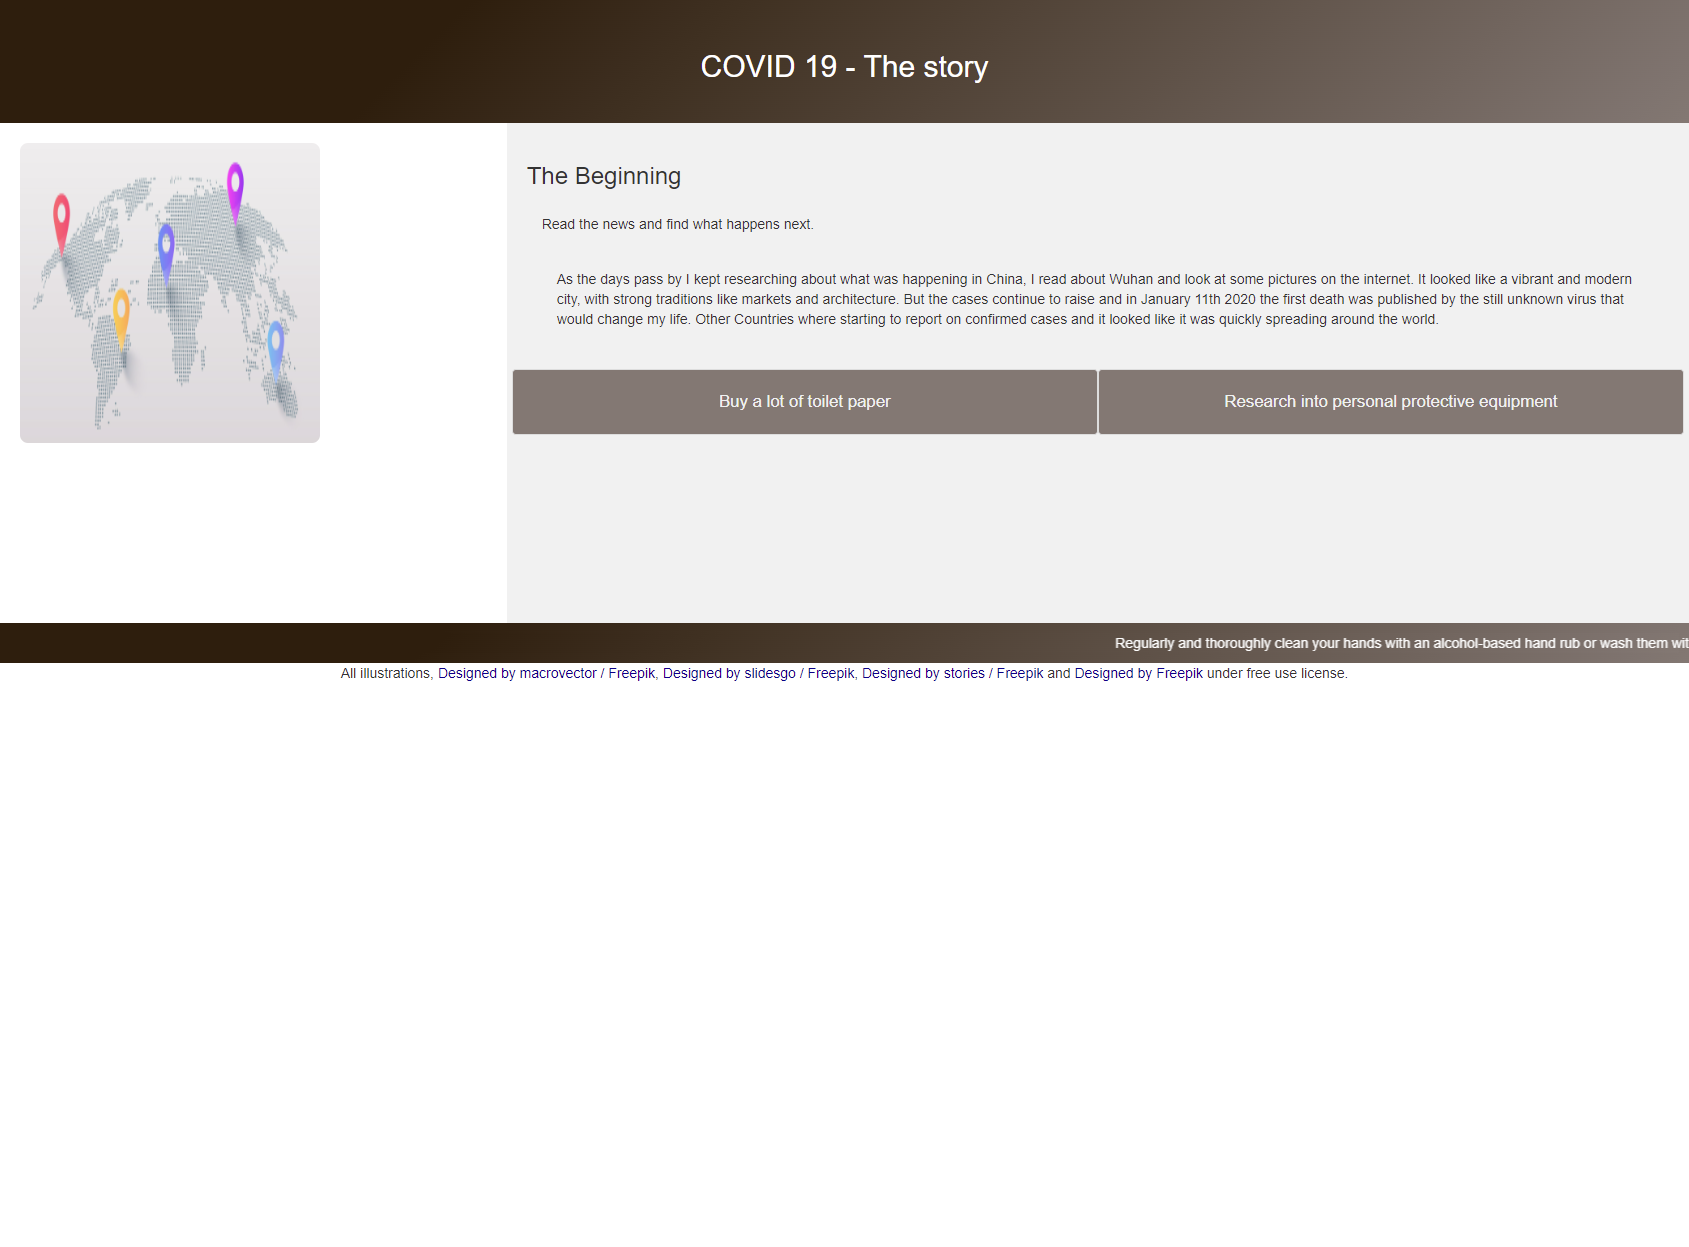 COVID 19 - The story
The Beginning
Read the news and find what happens next.
As the days pass by I kept researching about what was happening in China, I read about Wuhan and look at some pictures on the internet. It looked like a vibrant and modern
city, with strong traditions like markets and architecture. But the cases continue to raise and in January 11th 2020 the first death was published by the still unknown virus that
would change my life. Other Countries where starting to report on confirmed cases and it looked like it was quickly spreading around the world.
Buy a lot of toilet paper
Research into personal protective equipment
Regularly and thoroughly clean your hands with an alcohol-based hand rub or wash them wit
All illustrations, Designed by macrovector / Freepik, Designed by slidesgo / Freepik, Designed by stories / Freepik and Designed by Freepik under free use license.